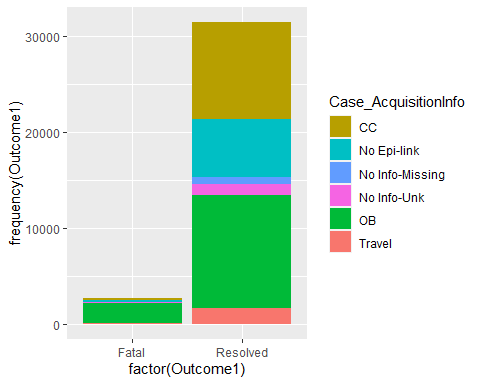 30000
20000
10000
0
frequency(Outcome1)
Fatal
Resolved
factor(Outcome1)
Case_AcquisitionInfo
CC
No Epi-link
No Info-Missing
No Info-Unk
OB
Travel